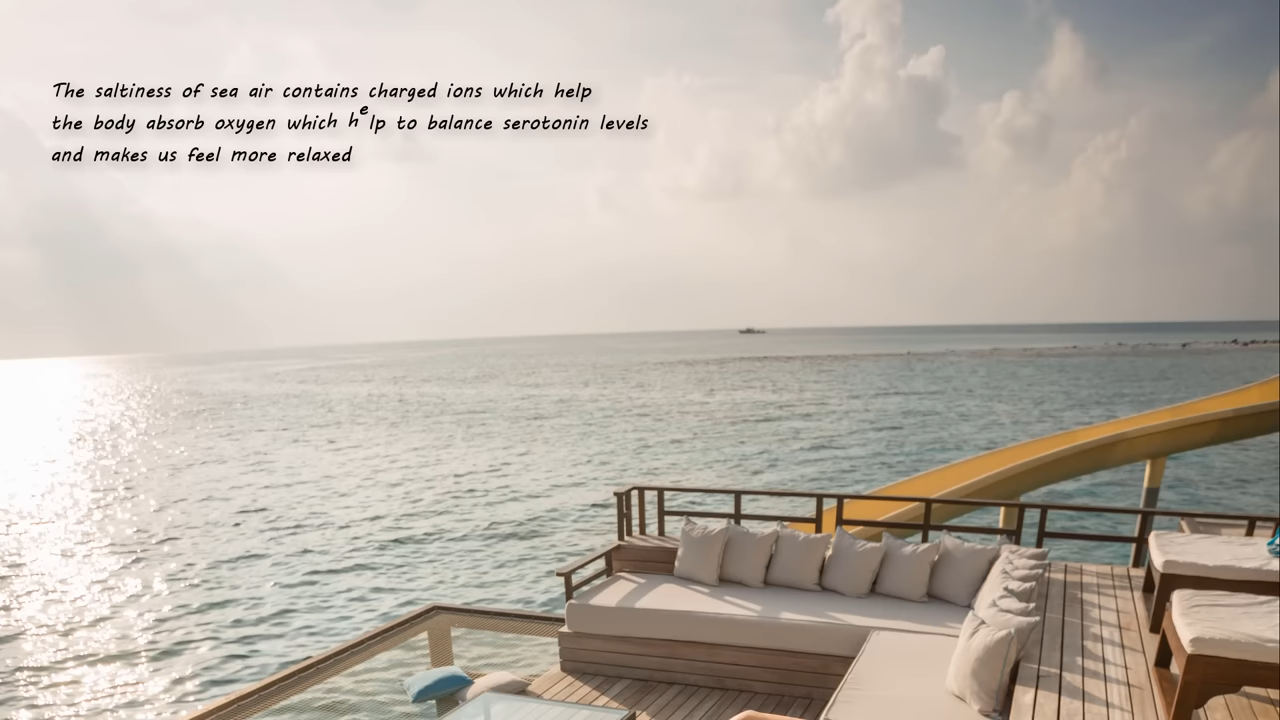 The saltiness of sea air contains charged ions which help
the body absorb oxygen which help to balance serotonin levels
and makes us feel more relaxed